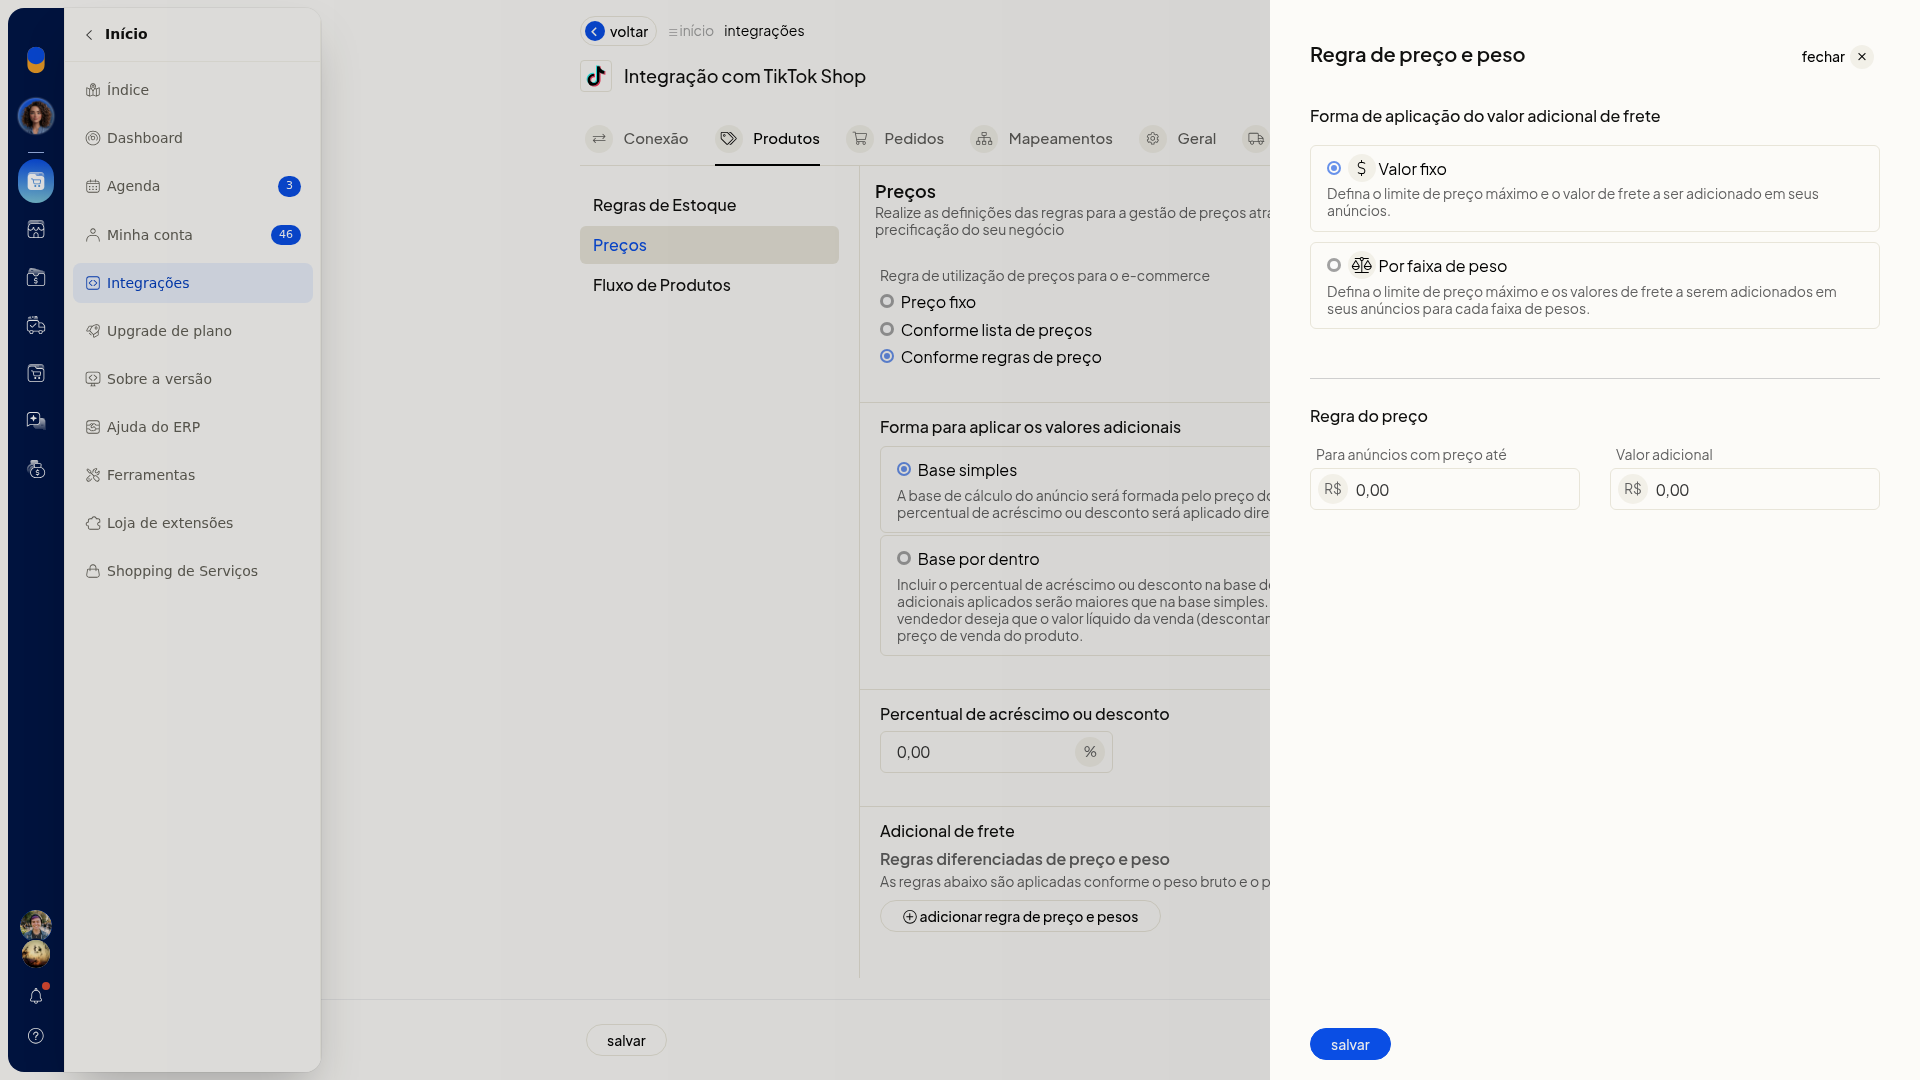 Início
Índice
Dashboard
Agenda
3
Minha conta
46
Integrações
Upgrade de plano
Sobre a versão
Ajuda do ERP
Ferramentas
Loja de extensões
Shopping de Serviços
voltar
início
integrações
Integração com TikTok Shop
Conexão
Produtos
Pedidos
Mapeamentos
Geral
Regras de Estoque
Preços
Fluxo de Produtos
Preços
Realize as definições das regras para a gestão de preços atra
precificação do seu negócio
Regra de utilização de preços para o e-commerce
Preço fixo
Conforme lista de preços
Conforme regras de preço
Forma para aplicar os valores adicionais
Base simples
A base de cálculo do anúncio será formada pelo preço do
percentual de acréscimo ou desconto será aplicado dire
Base por dentro
Incluir o percentual de acréscimo ou desconto na base de
adicionais aplicados serão maiores que na base simples.
vendedor deseja que o valor líquido da venda (descontan
preço de venda do produto.
Percentual de acréscimo ou desconto
0,00 %
Adicional de frete
Regras diferenciadas de preço e peso
As regras abaixo são aplicadas conforme o peso bruto e o p
adicionar regra de preço e pesos
salvar
Regra de preço e peso
fechar
Forma de aplicação do valor adicional de frete
$ Valor fixo
Defina o limite de preço máximo e o valor de frete a ser adicionado em seus
anúncios.
Por faixa de peso
Defina o limite de preço máximo e os valores de frete a serem adicionados em
seus anúncios para cada faixa de pesos.
Regra do preço
Para anúncios com preço até
R$ 0,00
Valor adicional
R$ 0,00
salvar